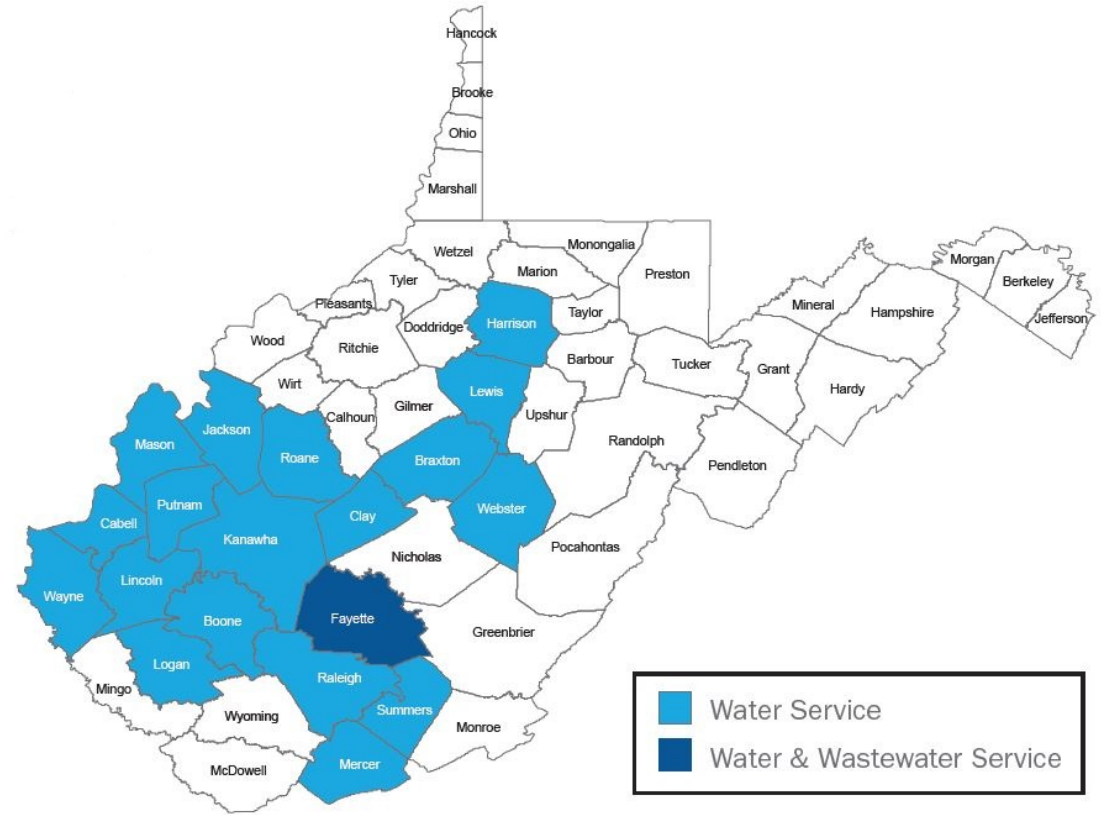 Hancock
Brooke
Ohio
Marshall
Wetzel
Monongalia
Marion
Preston
Morgan
Berkeley
Jefferson
Tyler
Pleasants
Doddridge
Harrison
Taylor
Mineral
Hampshire
Wood
Ritchie
Barbour
Tucker
Grant
Hardy
Wirt
Calhoun
Gilmer
Lewis
Upshur
Randolph
Pendleton
Mason
Jackson
Roane
Braxton
Webster
Cabell
Putnam
Kanawha
Clay
Nicholas
Pocahontas
Wayne
Lincoln
Boone
Fayette
Greenbrier
Logan
Raleigh
Mingo
Wyoming
Summers
Monroe
McDowell
Mercer
Water Service
Water & Wastewater Service